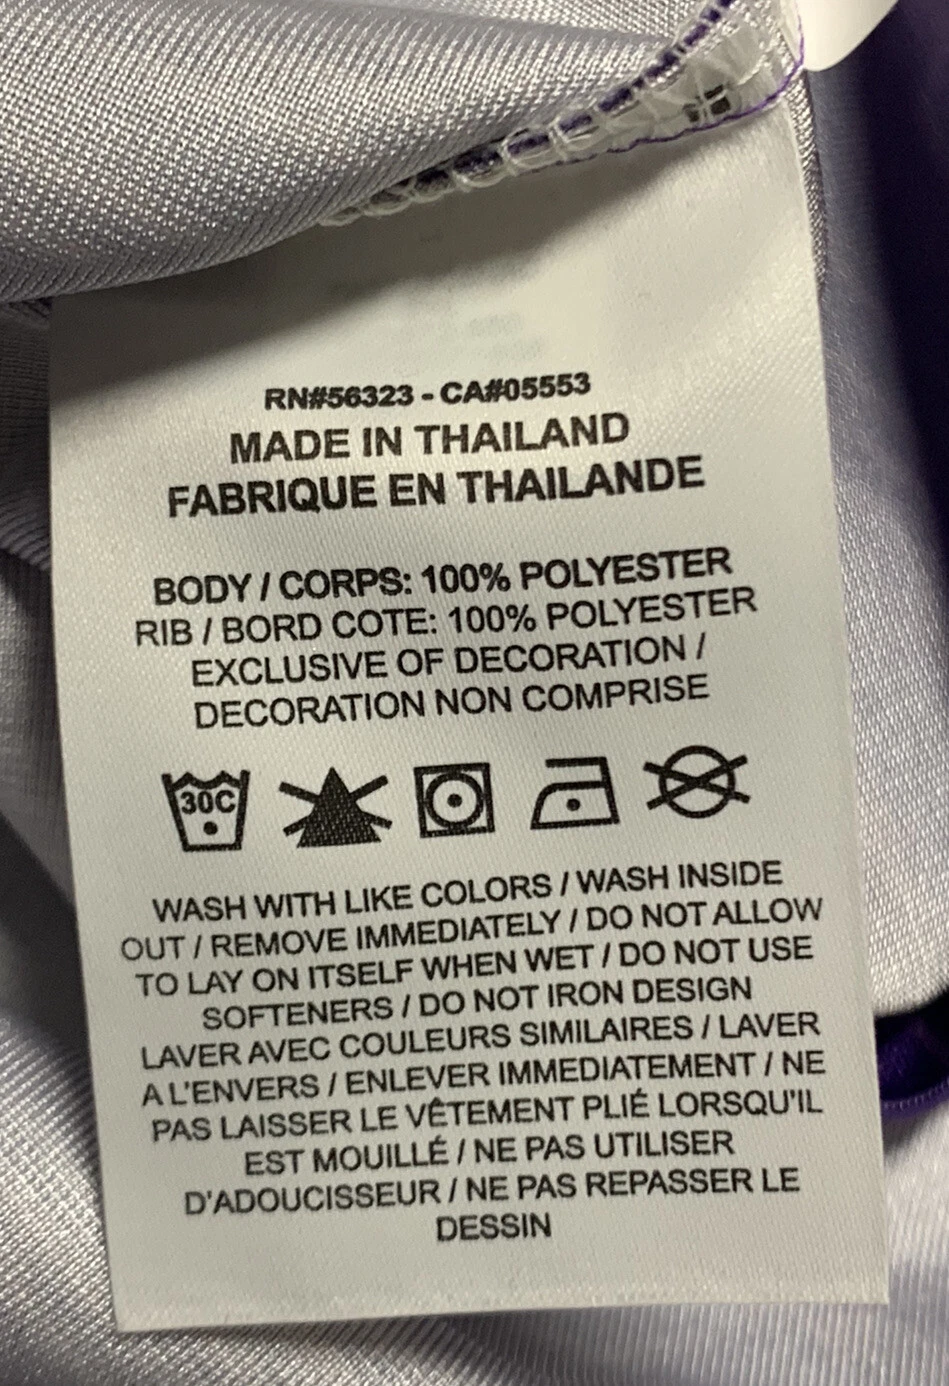 RN#56323 - CA#05553
MADE IN THAILAND
FABRIQUE EN THAILANDE
BODY / CORPS: 100% POLYESTER
RIB / BORD COTE: 100% POLYESTER
EXCLUSIVE OF DECORATION /
DECORATION NON COMPRISE
30C
WASH WITH LIKE COLORS / WASH INSIDE
OUT / REMOVE IMMEDIATELY / DO NOT ALLOW
TO LAY ON ITSELF WHEN WET / DO NOT USE
SOFTENERS / DO NOT IRON DESIGN
LAVER AVEC COULEURS SIMILAIRES / LAVER
A L'ENVERS / ENLEVER IMMEDIATEMENT / NE
PAS LAISSER LE VÊTEMENT PLIÉ LORSQU'IL
EST MOUILLÉ / NE PAS UTILISER
D'ADOUCISSEUR / NE PAS REPASSER LE
DESSIN